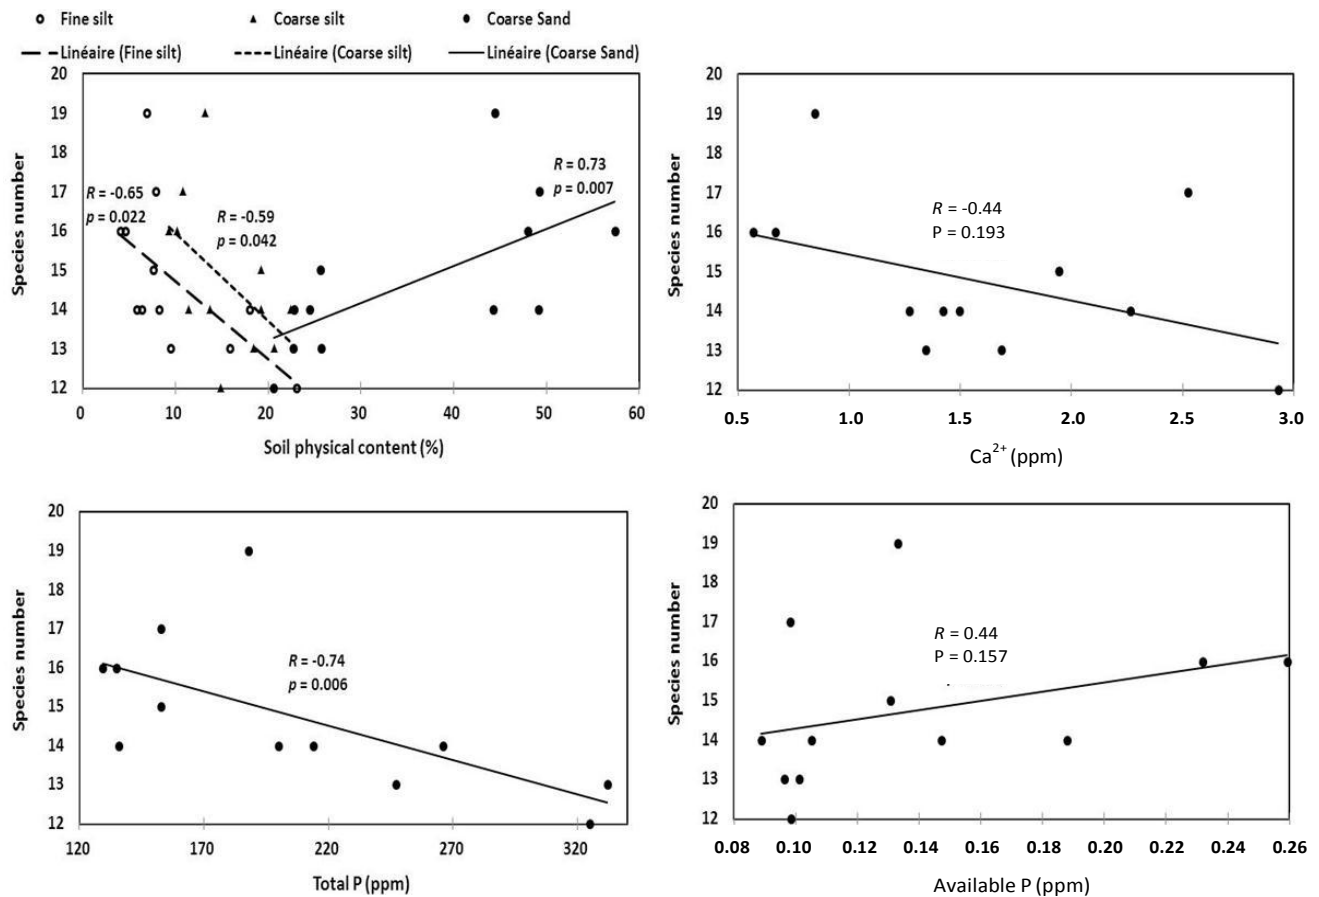 Fine silt Coarse silt Coarse Sand
Linéaire (Fine silt) Linéaire (Coarse silt) Linéaire (Coarse Sand)
20
19
18
17
16
15
14
13
12
Species number
R = -0.65
p = 0.022
R = -0.59
p = 0.042
R = 0.73
p = 0.007
0 10 20 30 40 50 60
Soil physical content (%)
20
19
18
17
16
15
14
13
12
Species number
R = -0.44
P = 0.193
0.5 1.0 1.5 2.0 2.5 3.0
Ca²⁺ (ppm)
20
19
18
17
16
15
14
13
12
Species number
R = -0.74
p = 0.006
120 170 220 270 320
Total P (ppm)
20
19
18
17
16
15
14
13
12
Species number
R = 0.44
P = 0.157
0.08 0.10 0.12 0.14 0.16 0.18 0.20 0.22 0.24 0.26
Available P (ppm)